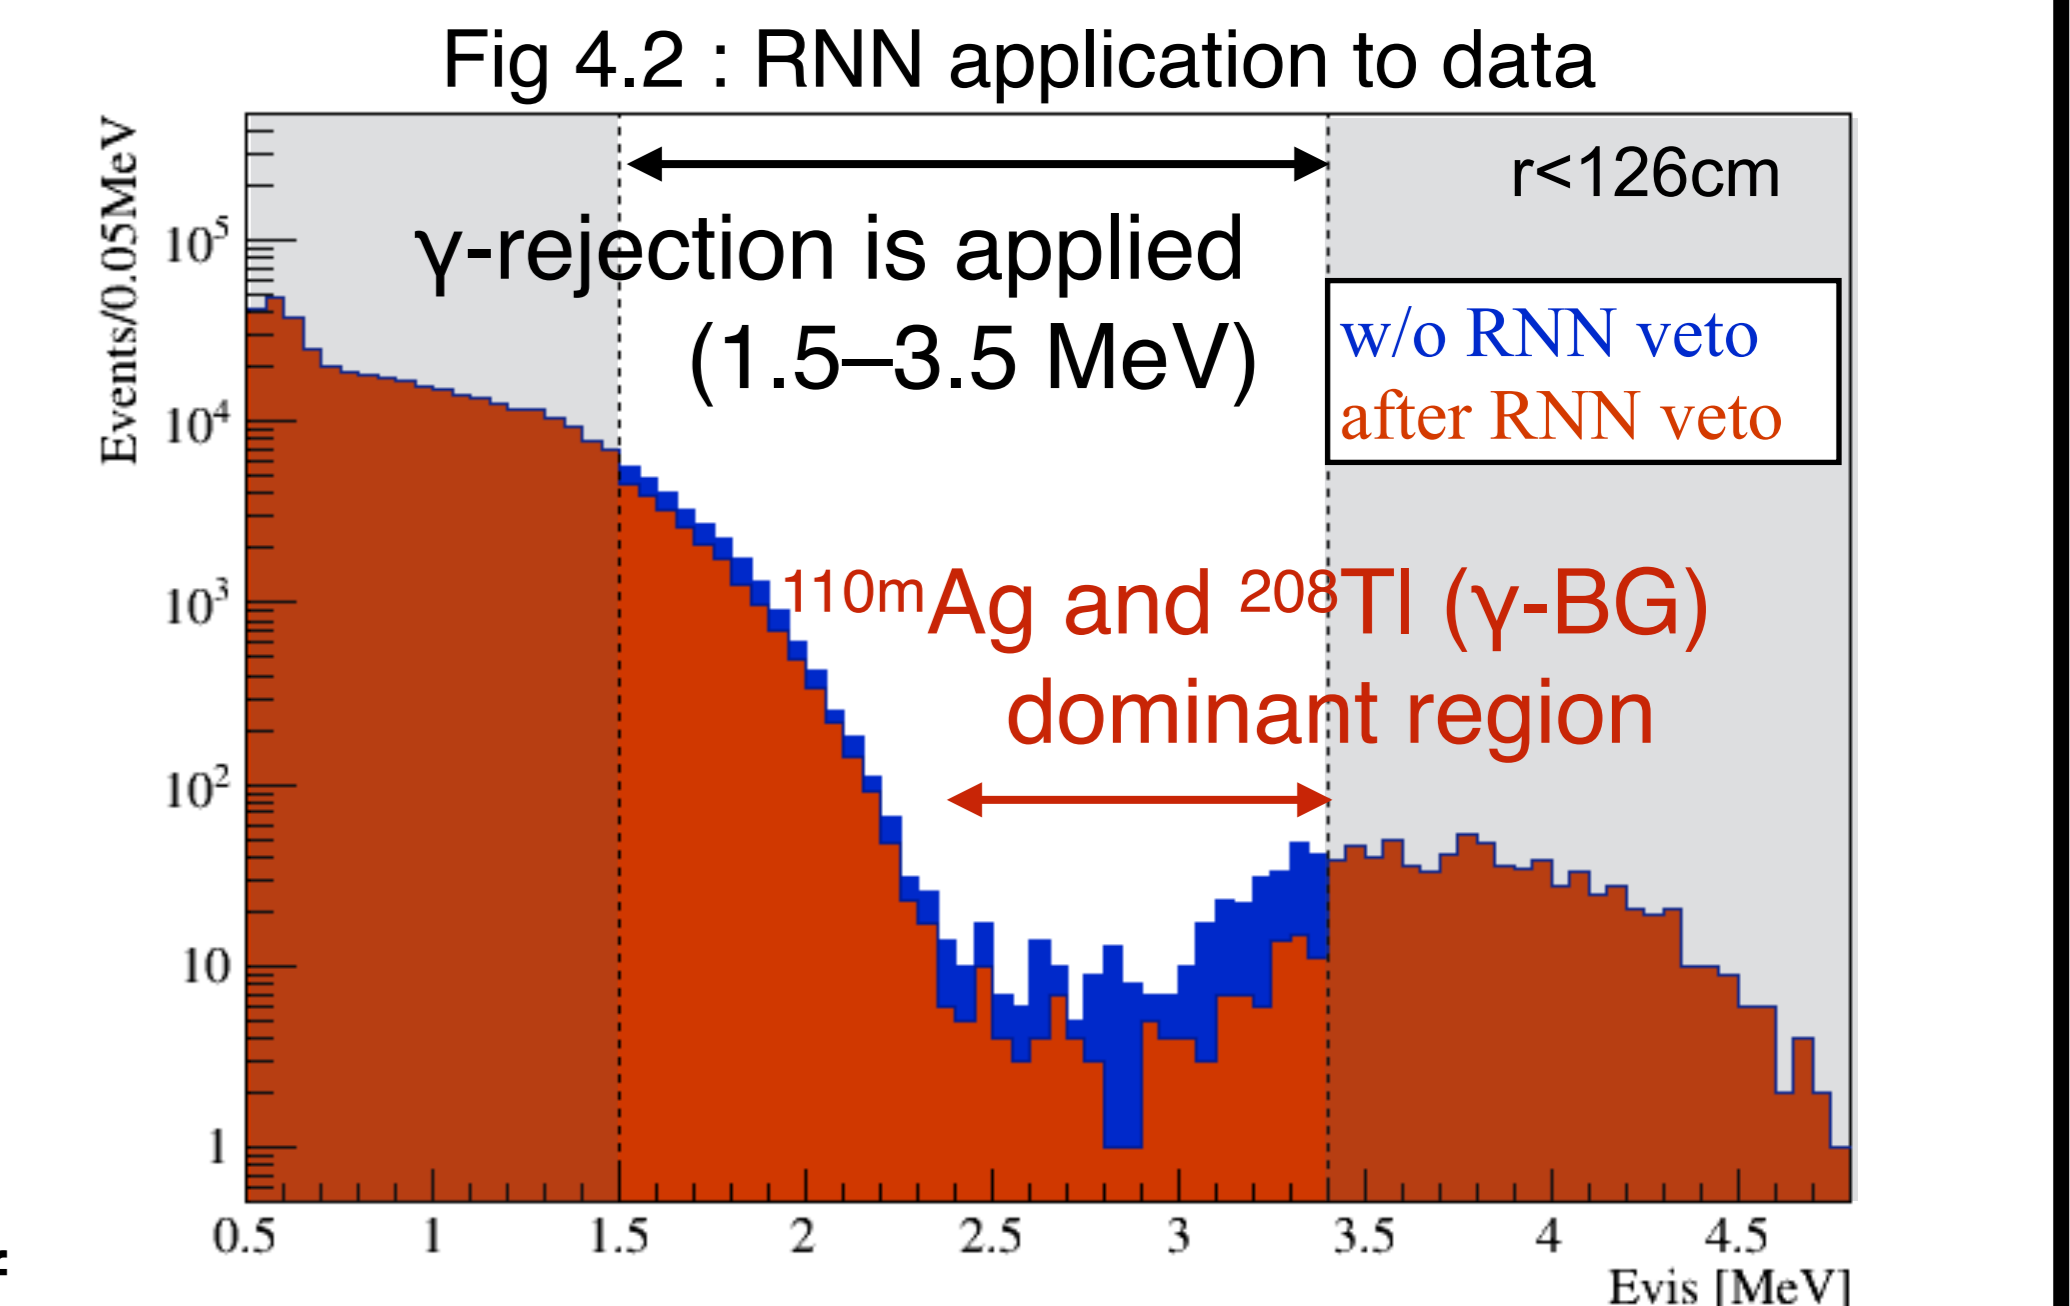 Fig 4.2 : RNN application to data
Events/0.05MeV
r<126cm
γ-rejection is applied
(1.5–3.5 MeV)
w/o RNN veto
after RNN veto
¹¹⁰ᵐAg and ²⁰⁸Tl (γ-BG)
dominant region
10⁵
10⁴
10³
10²
10
1
0.5 1 1.5 2 2.5 3 3.5 4 4.5
Evis [MeV]